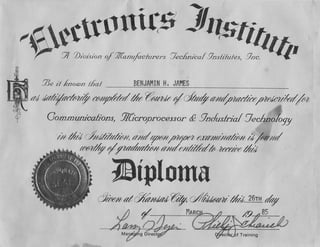 Electronics Institute
A Division of Manufacturers Technical Institutes, Inc.
Be it known that BENJAMIN H. JAMES
has satisfactorily completed the Course of Study and practice prescribed for
Communications, Microprocessor & Industrial Technology
in this Institution, and upon proper examination is found
worthy of graduation and entitled to receive this
Diploma
Given at Kansas City, Missouri this 28TH day
of MARCH 19 85
Managing Director Director of Training